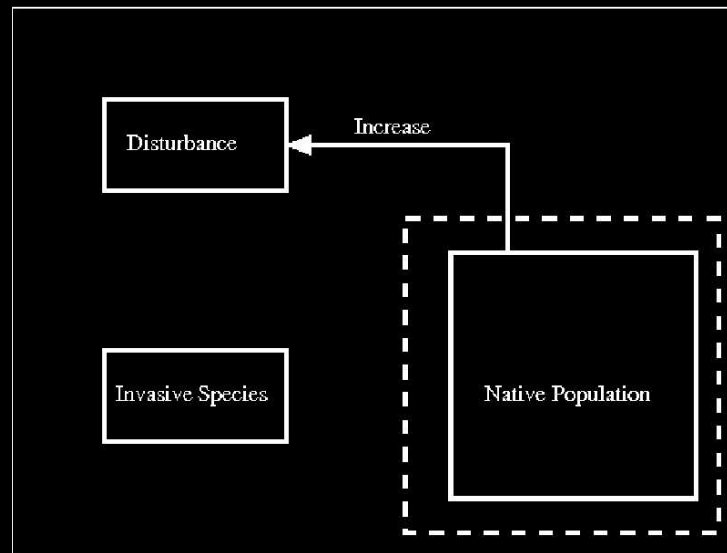 Increase
Disturbance
Invasive Species
Native Population